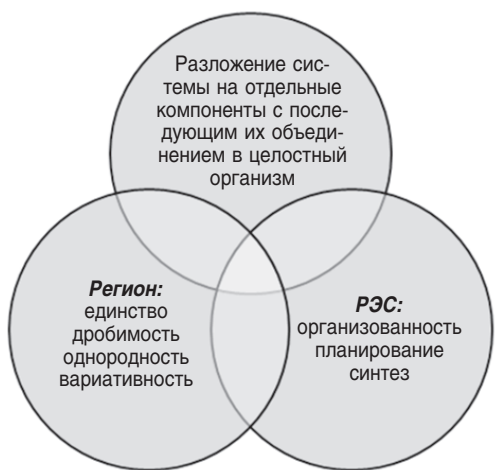 Разложение сис-
темы на отдельные
компоненты с после-
дующим их объеди-
нением в целостный
организм
Регион:
единство
дробимость
однородность
вариативность
РЭС:
организованность
планирование
синтез